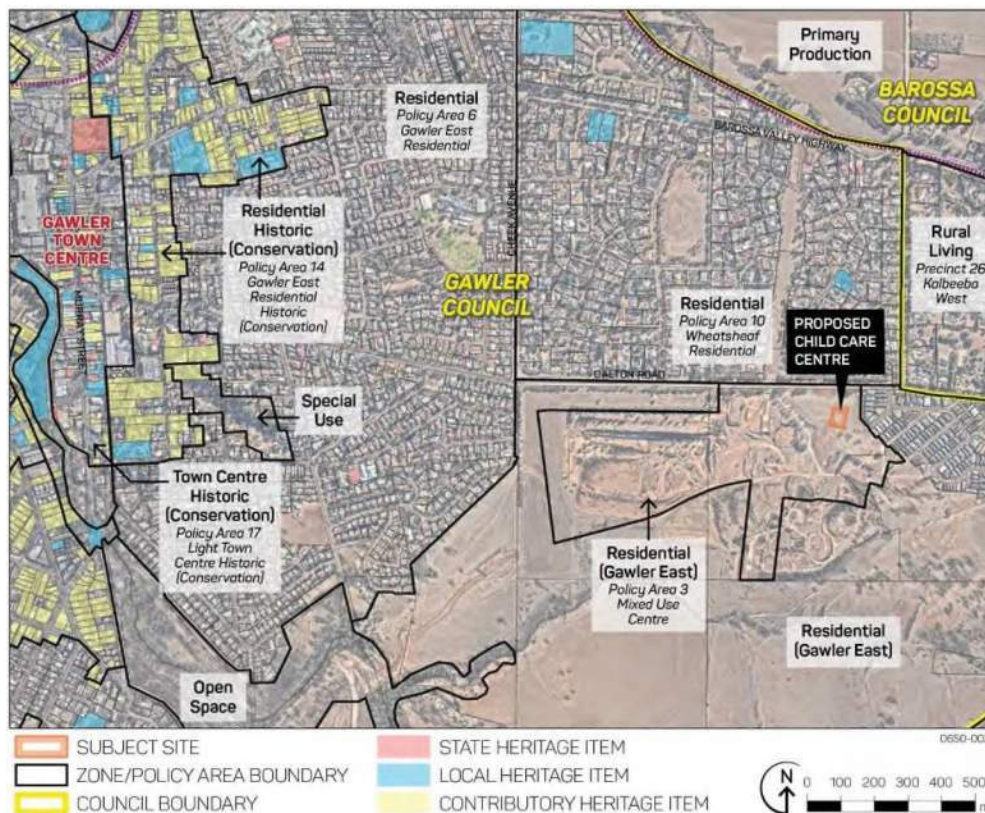 Primary
Production
BAROSSA
COUNCIL
Residential
Policy Area 6
Gawler East
Residential
BAROSSA VALLEY HIGHWAY
CHEEK AVENUE
GAWLER
TOWN
CENTRE
MURRAY STREET
Residential
Historic
(Conservation)
Policy Area 14
Gawler East
Residential
Historic
(Conservation)
GAWLER
COUNCIL
Rural
Living
Precinct 26
Kalbeeba
West
Residential
Policy Area 10
Wheatsheaf
Residential
PROPOSED
CHILD CARE
CENTRE
CALTON ROAD
Special
Use
Town Centre
Historic
(Conservation)
Policy Area 17
Light Town
Centre Historic
(Conservation)
Residential
(Gawler East)
Policy Area 3
Mixed Use
Centre
Residential
(Gawler East)
Open
Space
SUBJECT SITE
ZONE/POLICY AREA BOUNDARY
COUNCIL BOUNDARY
STATE HERITAGE ITEM
LOCAL HERITAGE ITEM
CONTRIBUTORY HERITAGE ITEM
N
0 100 200 300 400 500
m